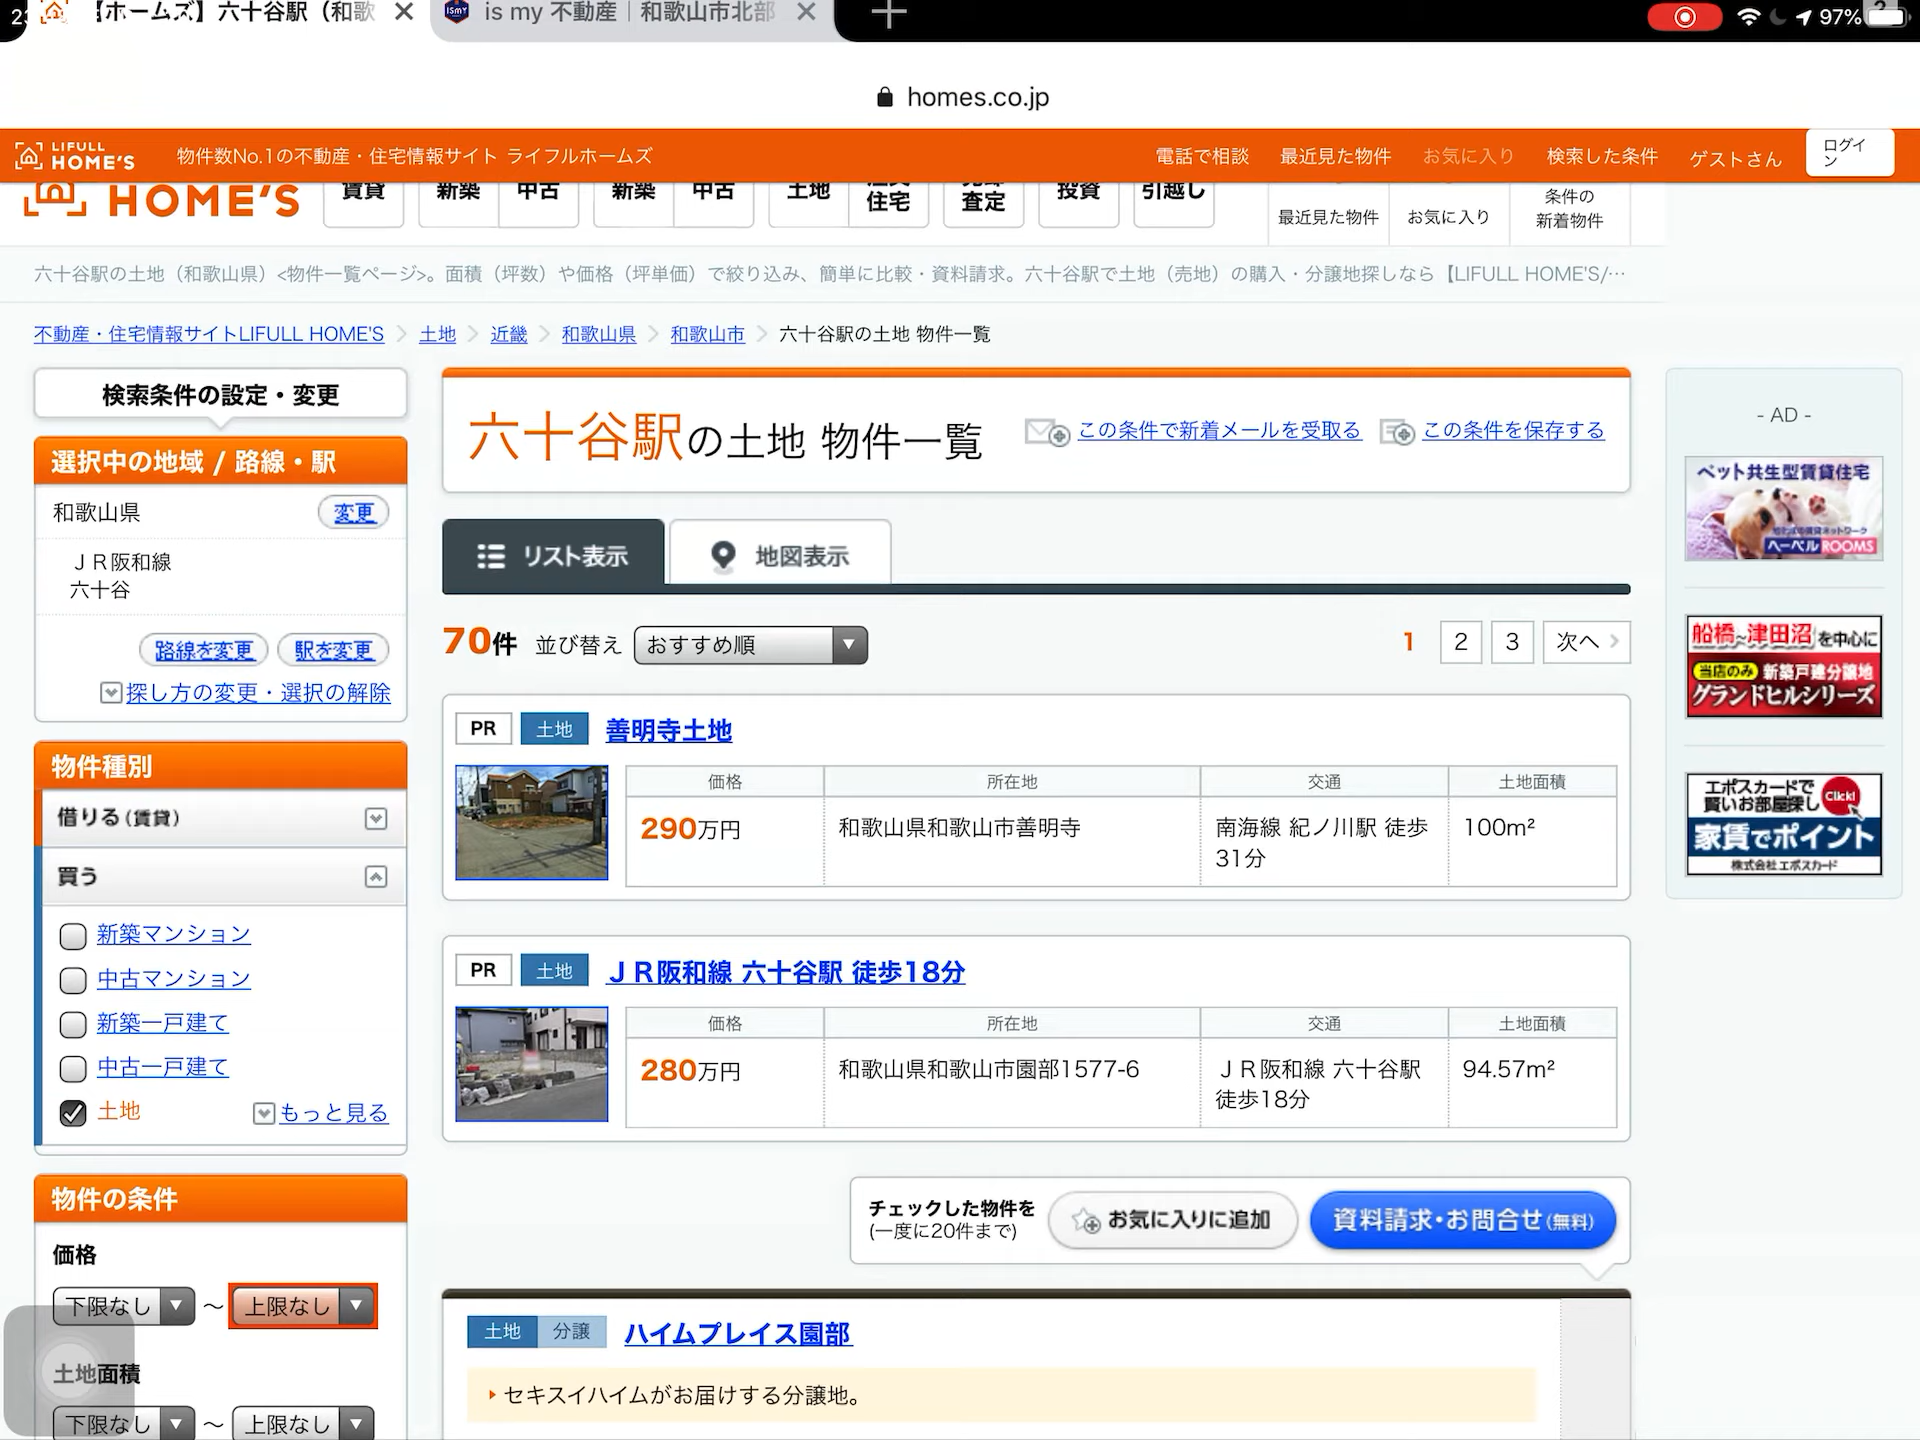 【ホームズ】六十谷駅（和歌
is my 不動産｜和歌山市北部
97%
homes.co.jp
LIFULL HOME'S
物件数No.1の不動産・住宅情報サイト ライフルホームズ
電話で相談
最近見た物件
お気に入り
検索した条件
ゲストさん
ログイン
HOME'S
賃貸
新築
中古
新築
中古
土地
住宅
査定
投資
引越し
最近見た物件
お気に入り
条件の
新着物件
六十谷駅の土地（和歌山県）<物件一覧ページ>。面積（坪数）や価格（坪単価）で絞り込み、簡単に比較・資料請求。六十谷駅で土地（売地）の購入・分譲地探しなら【LIFULL HOME'S/…
不動産・住宅情報サイトLIFULL HOME'S > 土地 > 近畿 > 和歌山県 > 和歌山市 > 六十谷駅の土地 物件一覧
検索条件の設定・変更
選択中の地域 / 路線・駅
和歌山県
変更
ＪＲ阪和線
六十谷
路線を変更
駅を変更
探し方の変更・選択の解除
物件種別
借りる(賃貸)
買う
新築マンション
中古マンション
新築一戸建て
中古一戸建て
土地
もっと見る
物件の条件
価格
下限なし ～ 上限なし
土地面積
下限なし ～ 上限なし
六十谷駅の土地 物件一覧
この条件で新着メールを受取る
この条件を保存する
リスト表示
地図表示
70件 並び替え おすすめ順
1 2 3 次へ
PR 土地 善明寺土地
価格 所在地 交通 土地面積
290万円 和歌山県和歌山市善明寺 南海線 紀ノ川駅 徒歩 100m²
31分
PR 土地 ＪＲ阪和線 六十谷駅 徒歩18分
価格 所在地 交通 土地面積
280万円 和歌山県和歌山市園部1577-6 ＪＲ阪和線 六十谷駅 94.57m²
徒歩18分
チェックした物件を
(一度に20件まで)
お気に入りに追加
資料請求・お問合せ(無料)
土地 分譲 ハイムプレイス園部
セキスイハイムがお届けする分譲地。
- AD -
ペット共生型賃貸住宅
ヘーベルROOMS
船橋～津田沼を中心に
当店のみ 新築戸建分譲地
グランドヒルシリーズ
エポスカードで
賢いお部屋探し
Click!
家賃でポイント
株式会社エポスカード